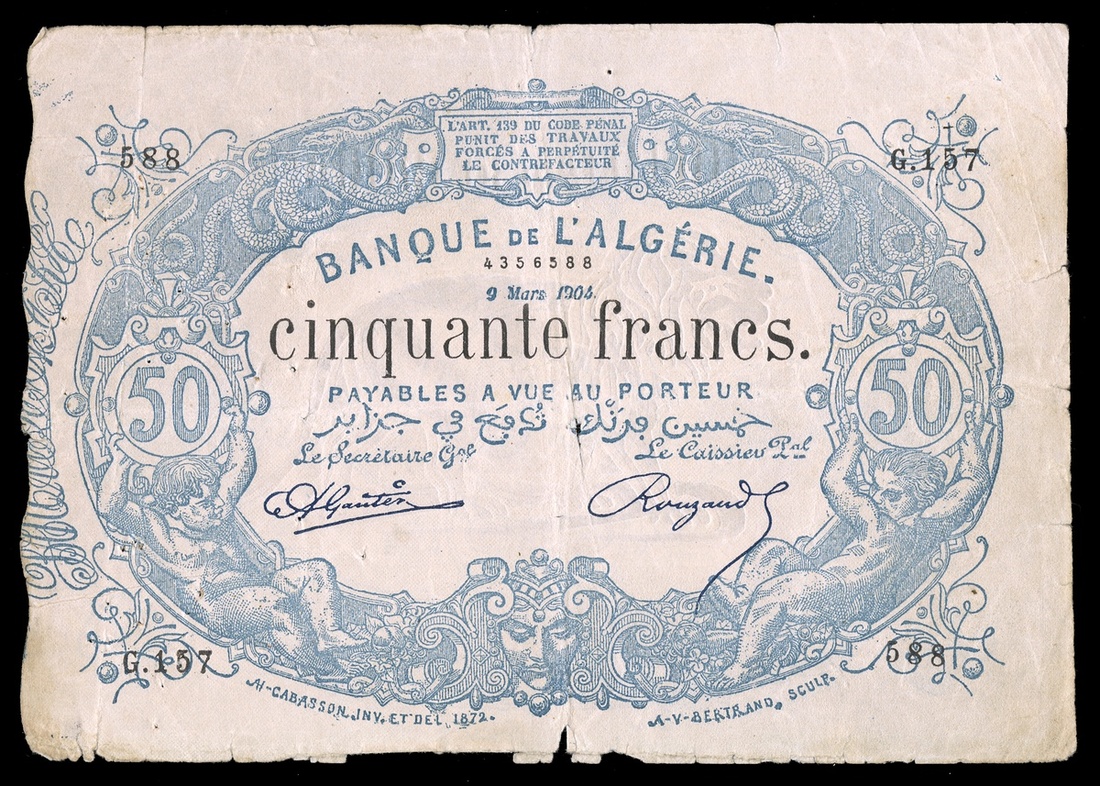 L'ART. 139 DU CODE PÉNAL
PUNIT DES TRAVAUX
FORCÉS A PERPÉTUITÉ
LE CONTREFACTEUR
588
G.157
BANQUE DE L'ALGÉRIE.
4356588
9 Mars 1904.
cinquante francs.
50
50
PAYABLES A VUE AU PORTEUR
خمسين فرنك تُدفَع في جزاير
Le Secrétaire Gal
Le Caissier Pal
Rouzaud
G.157
588
H-CABASSON, INV. ET DEL. 1872.
A-V-BERTRAND, SCULP.